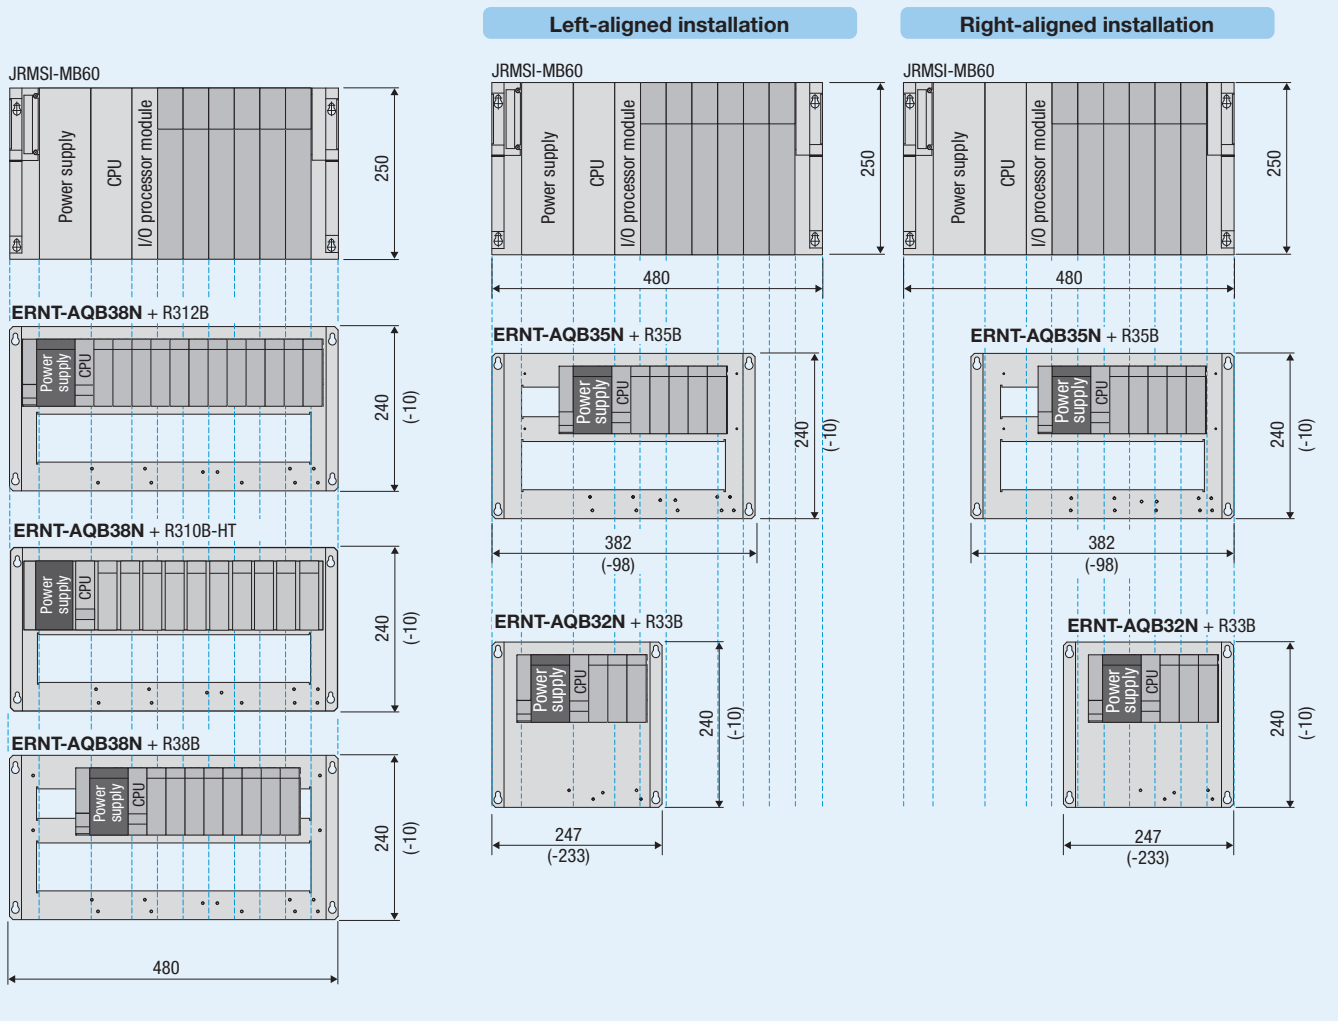 Left-aligned installation
Right-aligned installation
JRMSI-MB60
Power supply
CPU
I/O processor module
250
ERNT-AQB38N + R312B
Power
supply
CPU
240
(-10)
ERNT-AQB38N + R310B-HT
Power
supply
CPU
240
(-10)
ERNT-AQB38N + R38B
Power
supply
CPU
240
(-10)
480
JRMSI-MB60
Power supply
CPU
I/O processor module
250
480
ERNT-AQB35N + R35B
Power
supply
CPU
240
(-10)
382
(-98)
ERNT-AQB32N + R33B
Power
supply
CPU
240
(-10)
247
(-233)
JRMSI-MB60
Power supply
CPU
I/O processor module
250
480
ERNT-AQB35N + R35B
Power
supply
CPU
240
(-10)
382
(-98)
ERNT-AQB32N + R33B
Power
supply
CPU
240
(-10)
247
(-233)